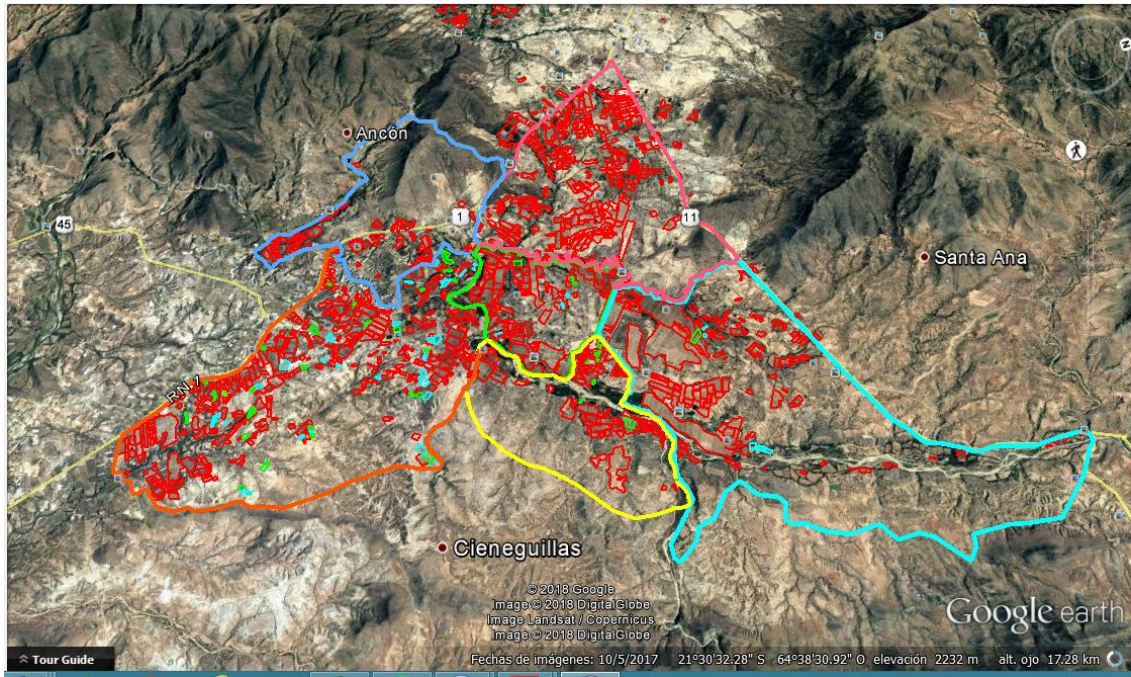 Ancón
45
1
11
Santa Ana
RN 1
Cieneguillas
© 2018 Google
Image © 2018 DigitalGlobe
Image Landsat / Copernicus
Image © 2018 DigitalGlobe
Google earth
Tour Guide
Fechas de imágenes: 10/5/2017 21°30'32.28" S 64°38'30.92" O elevación 2232 m alt. ojo 17.28 km